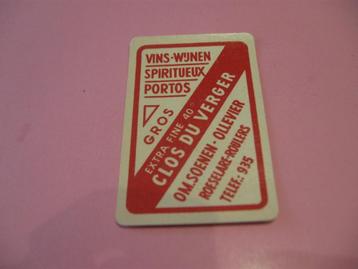 VINS-WIJNEN
SPIRITUEUX
PORTOS
GROS
EXTRA FINE 40°
CLOS DU VERGER
OM.SOENEN-OLLEVIER
ROESELARE-ROULERS
TELEF.: 935